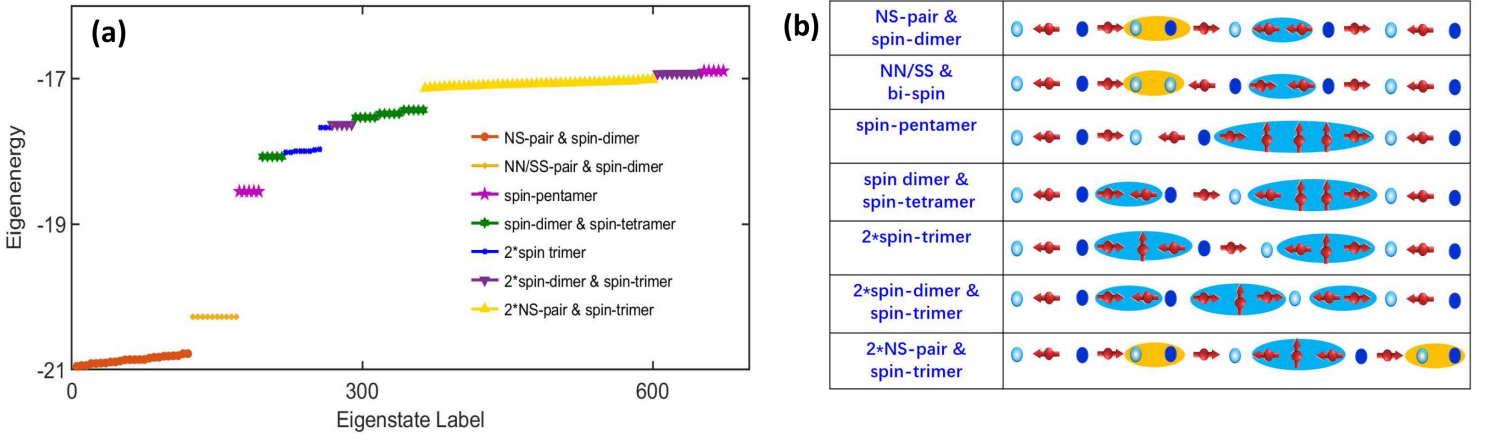 (a)
-17
-19
-21
0
300
600
Eigenenergy
Eigenstate Label
NS-pair & spin-dimer
NN/SS-pair & spin-dimer
spin-pentamer
spin-dimer & spin-tetramer
2*spin trimer
2*spin-dimer & spin-trimer
2*NS-pair & spin-trimer
(b)
NS-pair &
spin-dimer
NN/SS &
bi-spin
spin-pentamer
spin dimer &
spin-tetramer
2*spin-trimer
2*spin-dimer &
spin-trimer
2*NS-pair &
spin-trimer